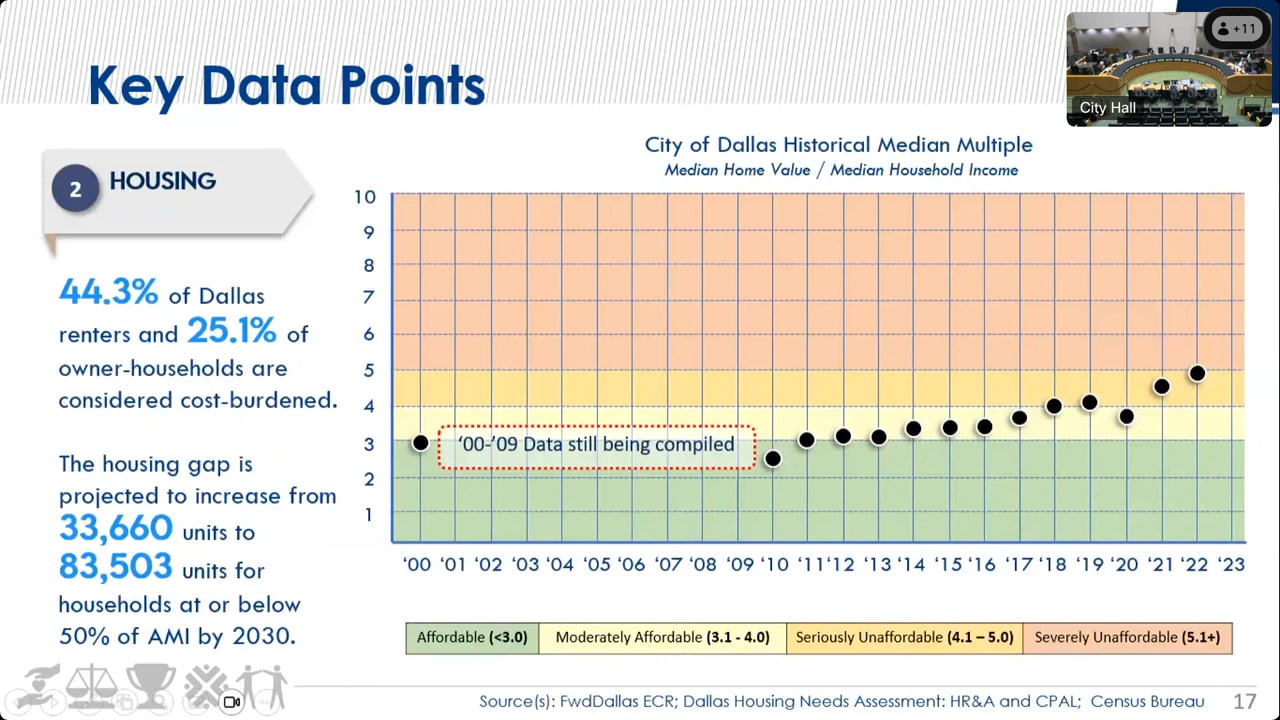 Key Data Points
+11
City Hall
2 HOUSING
44.3% of Dallas
renters and 25.1% of
owner-households are
considered cost-burdened.
The housing gap is
projected to increase from
33,660 units to
83,503 units for
households at or below
50% of AMI by 2030.
City of Dallas Historical Median Multiple
Median Home Value / Median Household Income
10
9
8
7
6
5
4
3
2
1
‘00-’09 Data still being compiled
‘00 ‘01 ‘02 ‘03 ‘04 ‘05 ‘06 ‘07 ‘08 ‘09 ‘10 ‘11 ‘12 ‘13 ‘14 ‘15 ‘16 ‘17 ‘18 ‘19 ‘20 ‘21 ‘22 ‘23
Affordable (<3.0) Moderately Affordable (3.1 - 4.0) Seriously Unaffordable (4.1 – 5.0) Severely Unaffordable (5.1+)
Source(s): FwdDallas ECR; Dallas Housing Needs Assessment: HR&A and CPAL; Census Bureau 17